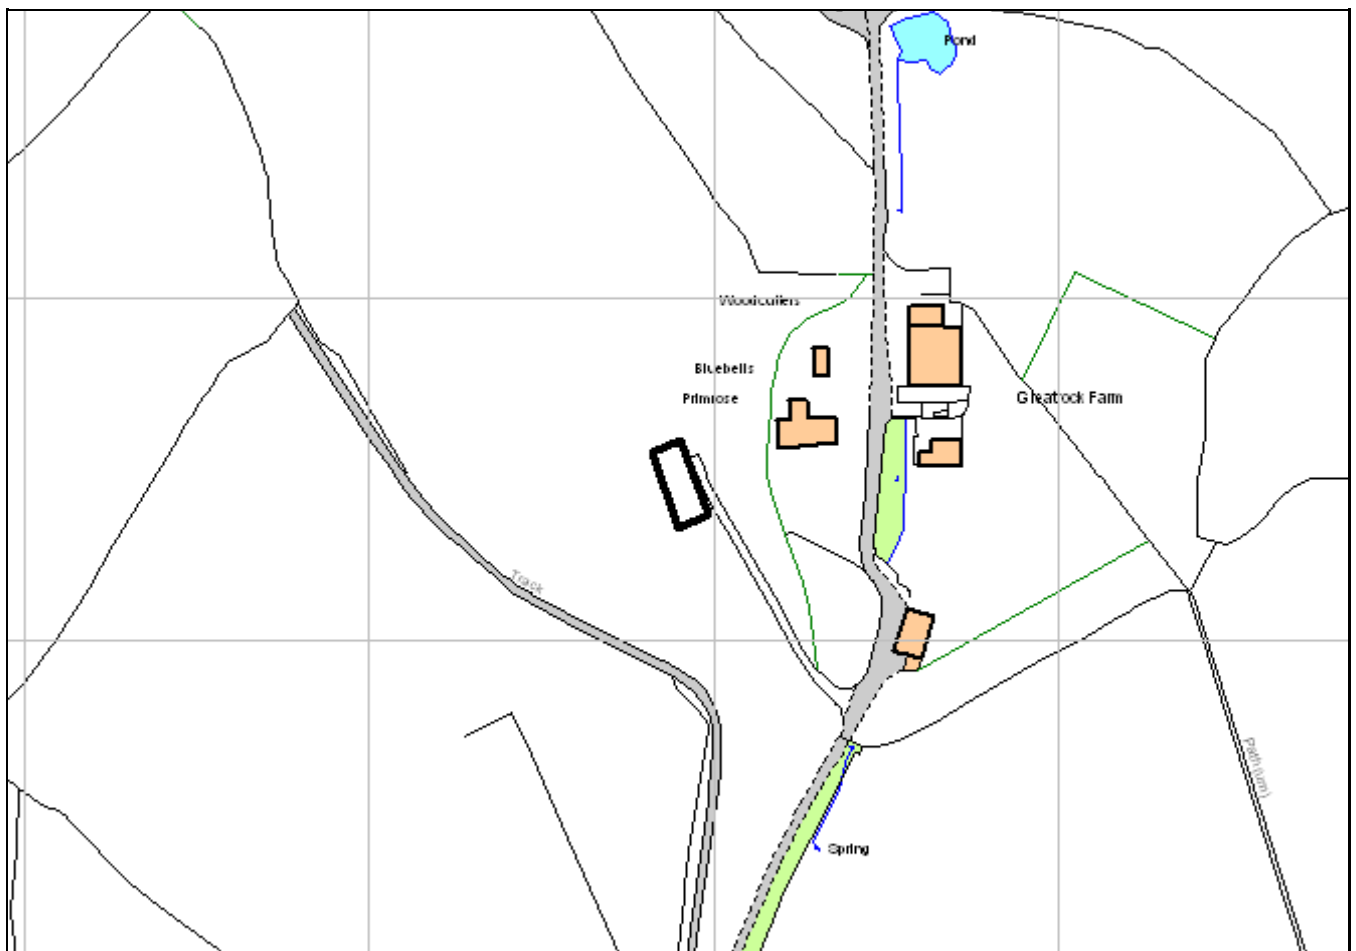 Pond
Woodcutters
Bluebells
Primrose
Greatrock Farm
Track
Path (um)
Spring